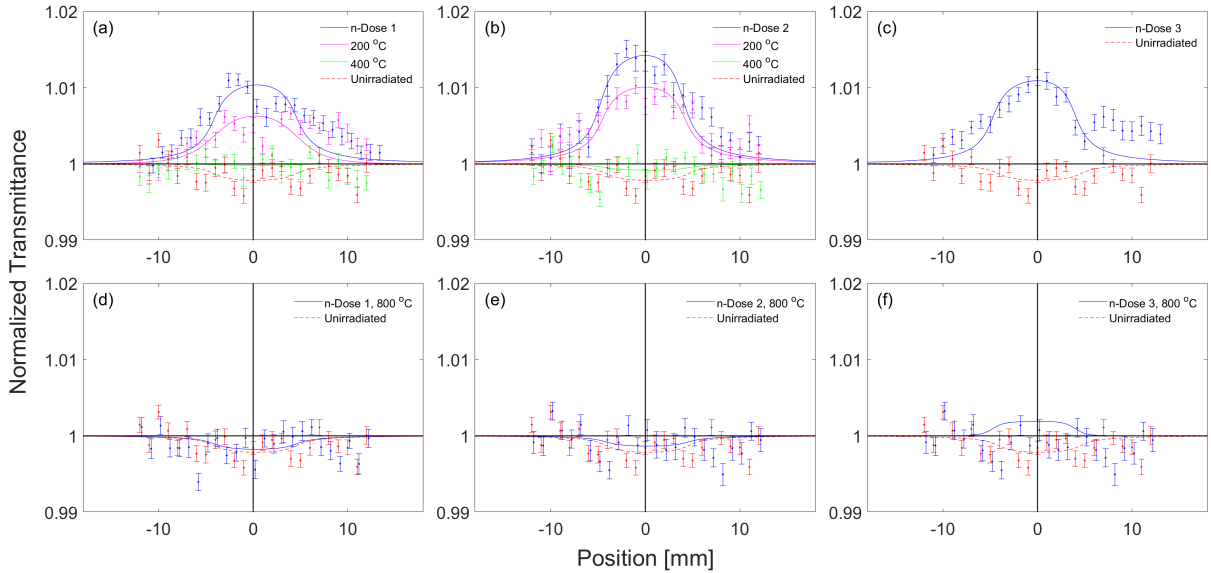 Normalized Transmittance
1.02
1.01
1
0.99
(a)
n-Dose 1
200 °C
400 °C
Unirradiated
-10
0
10
1.02
1.01
1
0.99
(b)
n-Dose 2
200 °C
400 °C
Unirradiated
-10
0
10
1.02
1.01
1
0.99
(c)
n-Dose 3
Unirradiated
-10
0
10
1.02
1.01
1
0.99
(d)
n-Dose 1, 800 °C
Unirradiated
-10
0
10
1.02
1.01
1
0.99
(e)
n-Dose 2, 800 °C
Unirradiated
-10
0
10
1.02
1.01
1
0.99
(f)
n-Dose 3, 800 °C
Unirradiated
-10
0
10
Position [mm]